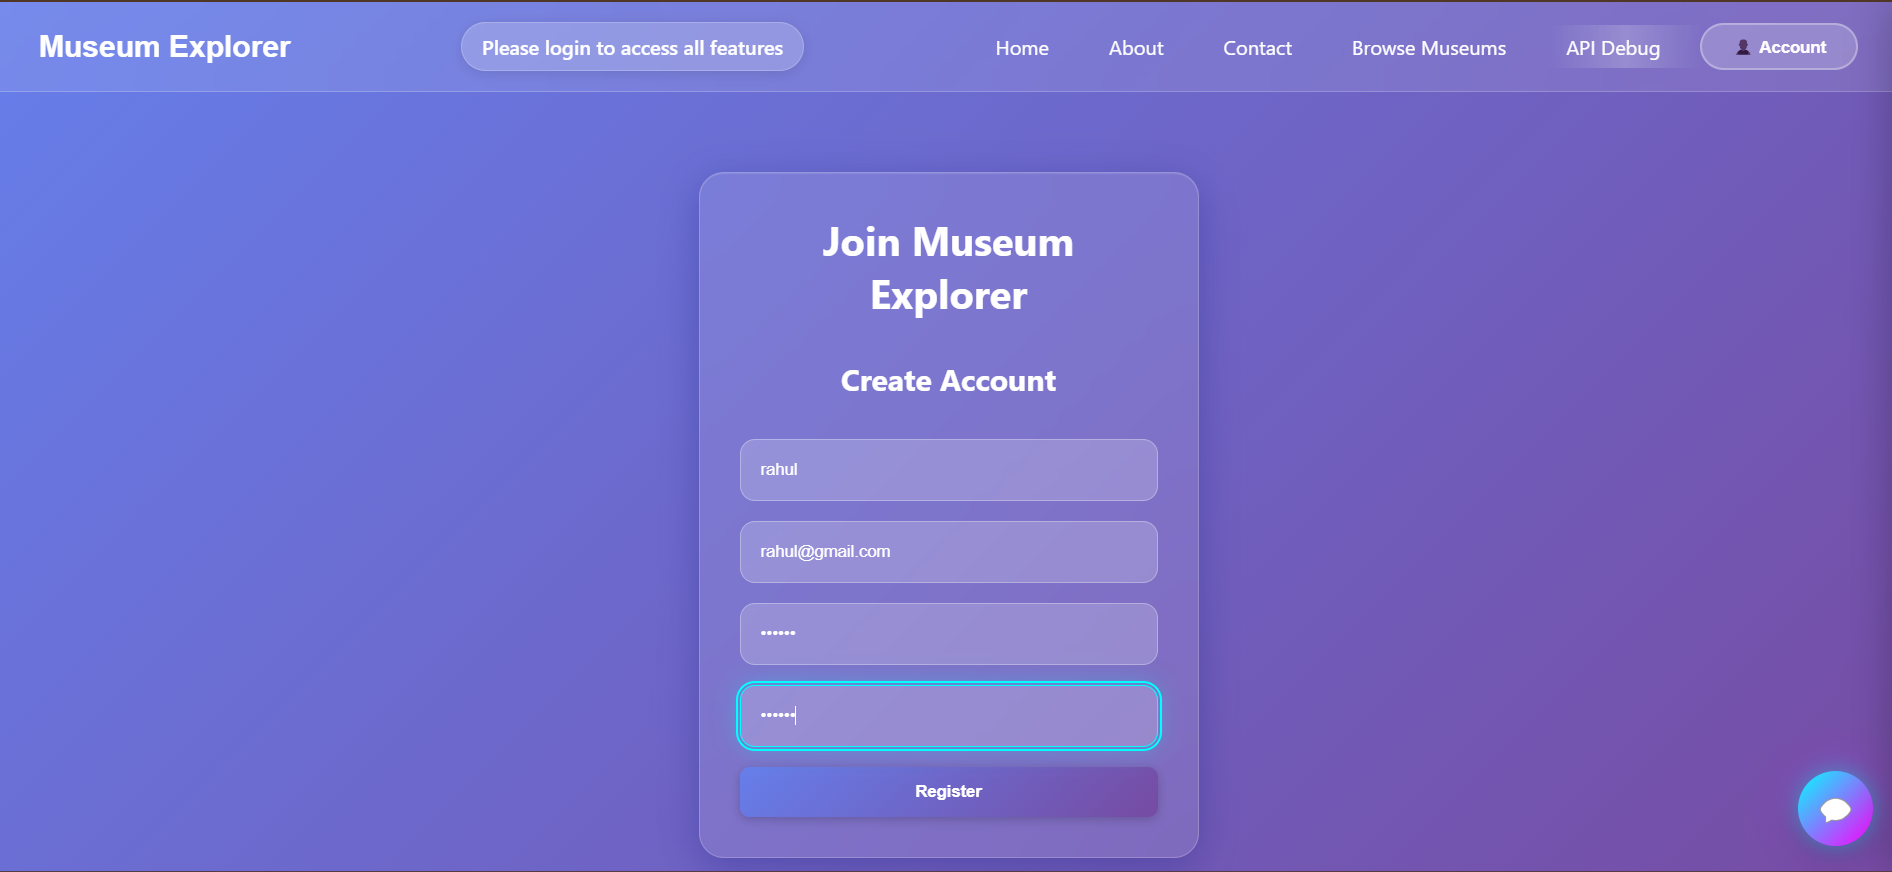 Museum Explorer
Please login to access all features
Home
About
Contact
Browse Museums
API Debug
Account
Join Museum
Explorer
Create Account
rahul
rahul@gmail.com
••••••
••••••
Register